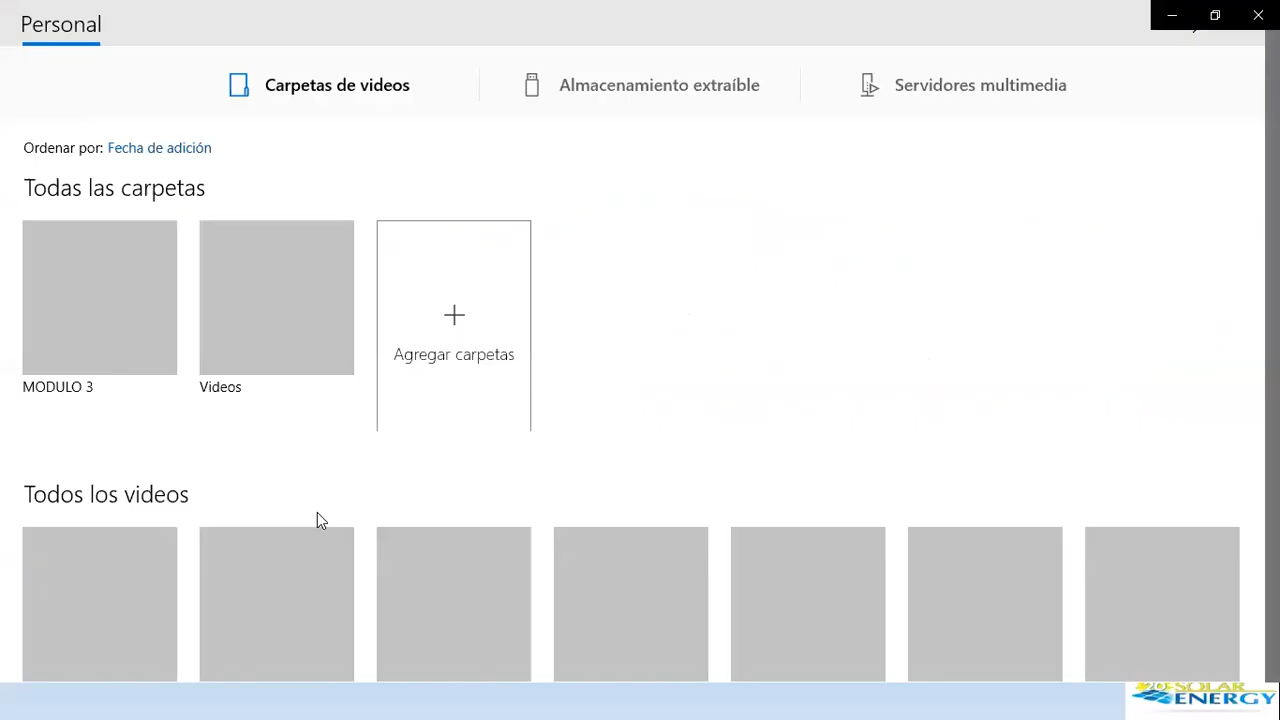 Personal
Carpetas de videos
Almacenamiento extraíble
Servidores multimedia
Ordenar por: Fecha de adición
Todas las carpetas
Agregar carpetas
MODULO 3
Videos
Todos los videos
SOLAR
ENERGY